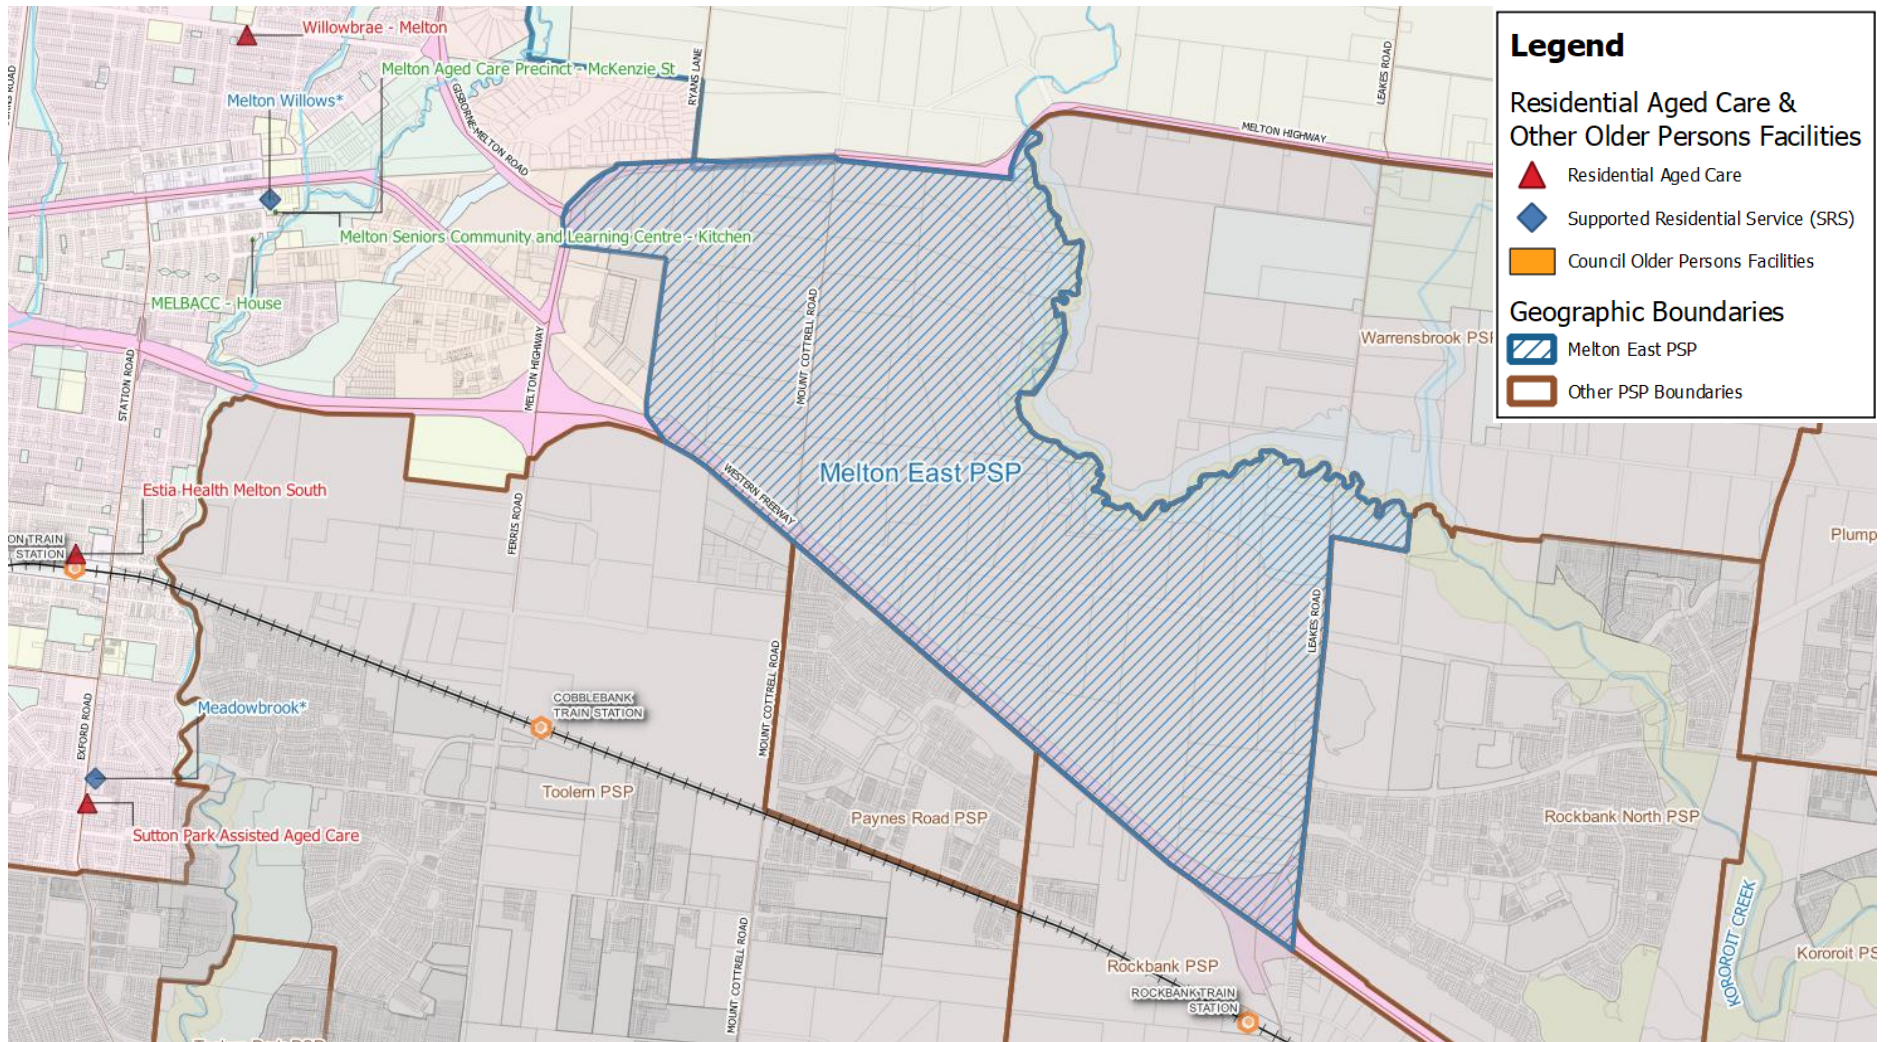 Willowbrae - Melton
Melton Aged Care Precinct - McKenzie St
Melton Willows*
GISBORNE-MELTON ROAD
RYANS LANE
LEAKES ROAD
MELTON HIGHWAY
Melton Seniors Community and Learning Centre - Kitchen
MELBACC - House
STATION ROAD
MELTON HIGHWAY
MOUNT COTTRELL ROAD
Warrensbrook PSP
Melton East PSP
WESTERN FREEWAY
Estia Health Melton South
FERRIS ROAD
ON TRAIN
STATION
Plump
LEAKES ROAD
EXFORD ROAD
Meadowbrook*
COBBLEBANK
TRAIN STATION
MOUNT COTTRELL ROAD
Toolern PSP
Paynes Road PSP
Rockbank North PSP
Sutton Park Assisted Aged Care
MOUNT COTTRELL ROAD
Rockbank PSP
ROCKBANK TRAIN
STATION
KOROROIT CREEK
Kororoit PS
Legend
Residential Aged Care &
Other Older Persons Facilities
Residential Aged Care
Supported Residential Service (SRS)
Council Older Persons Facilities
Geographic Boundaries
Melton East PSP
Other PSP Boundaries